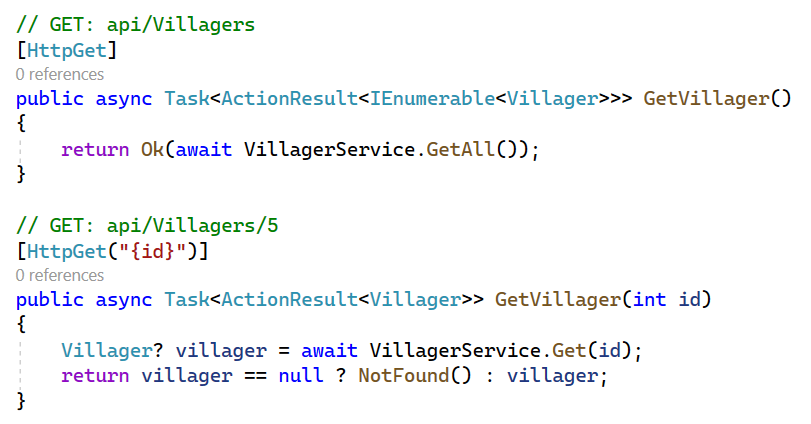 // GET: api/Villagers
[HttpGet]
0 references
public async Task<ActionResult<IEnumerable<Villager>>> GetVillager()
{
    return Ok(await VillagerService.GetAll());
}

// GET: api/Villagers/5
[HttpGet("{id}")]
0 references
public async Task<ActionResult<Villager>> GetVillager(int id)
{
    Villager? villager = await VillagerService.Get(id);
    return villager == null ? NotFound() : villager;
}